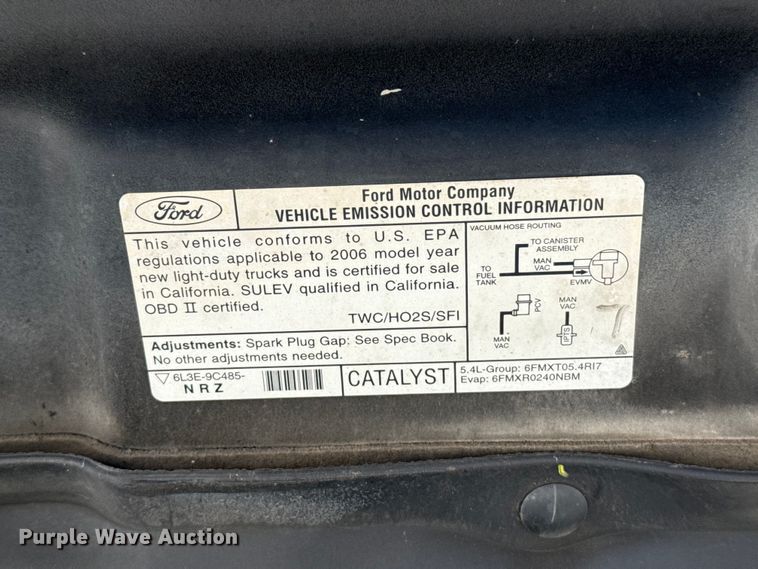 Ford
Ford Motor Company
VEHICLE EMISSION CONTROL INFORMATION
This vehicle conforms to U.S. EPA
regulations applicable to 2006 model year
new light-duty trucks and is certified for sale
in California. SULEV qualified in California.
OBD II certified.
TWC/HO2S/SFI
Adjustments: Spark Plug Gap: See Spec Book.
No other adjustments needed.
VACUUM HOSE ROUTING
TO CANISTER
ASSEMBLY
MAN
VAC
TO
FUEL
TANK
EVMV
PCV
MAN
VAC
MAN
VAC
IPTS
6L3E-9C485-
NRZ
CATALYST
5.4L-Group: 6FMXT05.4RI7
Evap: 6FMXR0240NBM
Purple Wave Auction